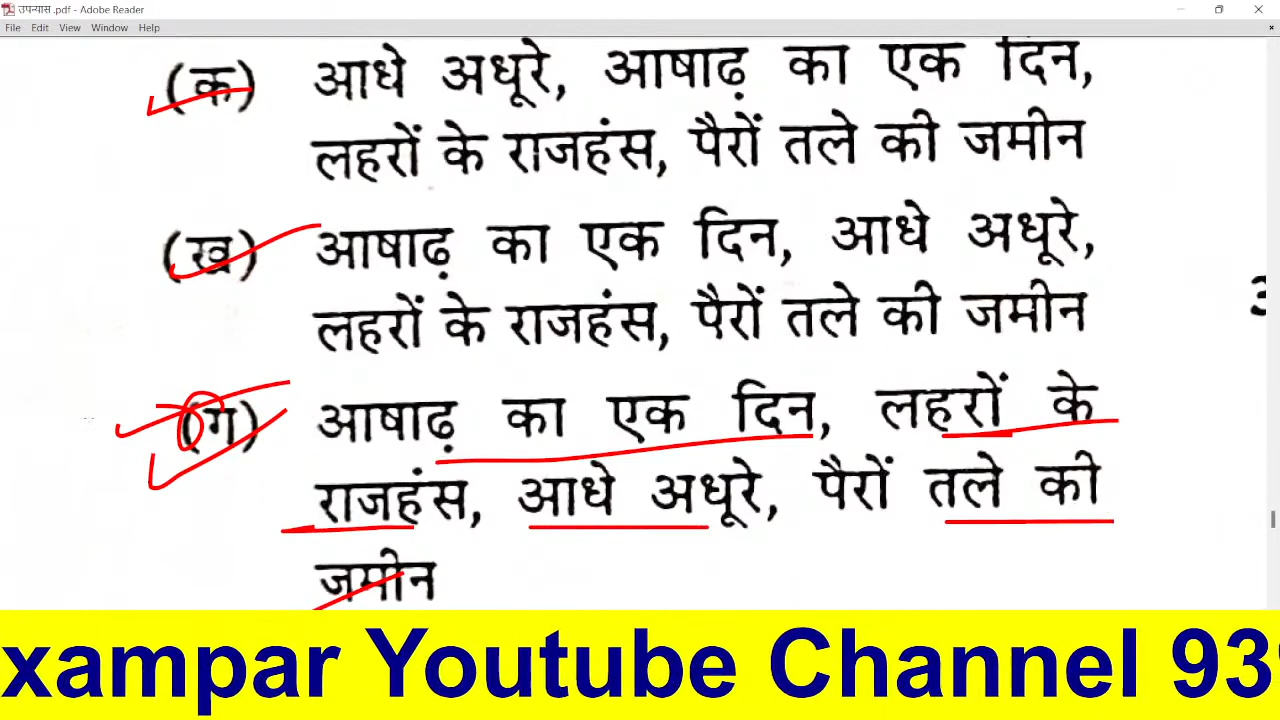 उपन्यास .pdf - Adobe Reader
File Edit View Window Help
(क) आधे अधूरे, आषाढ़ का एक दिन,
लहरों के राजहंस, पैरों तले की जमीन
(ख) आषाढ़ का एक दिन, आधे अधूरे,
लहरों के राजहंस, पैरों तले की जमीन
(ग) आषाढ़ का एक दिन, लहरों के
राजहंस, आधे अधूरे, पैरों तले की
जमीन
xampar Youtube Channel 939